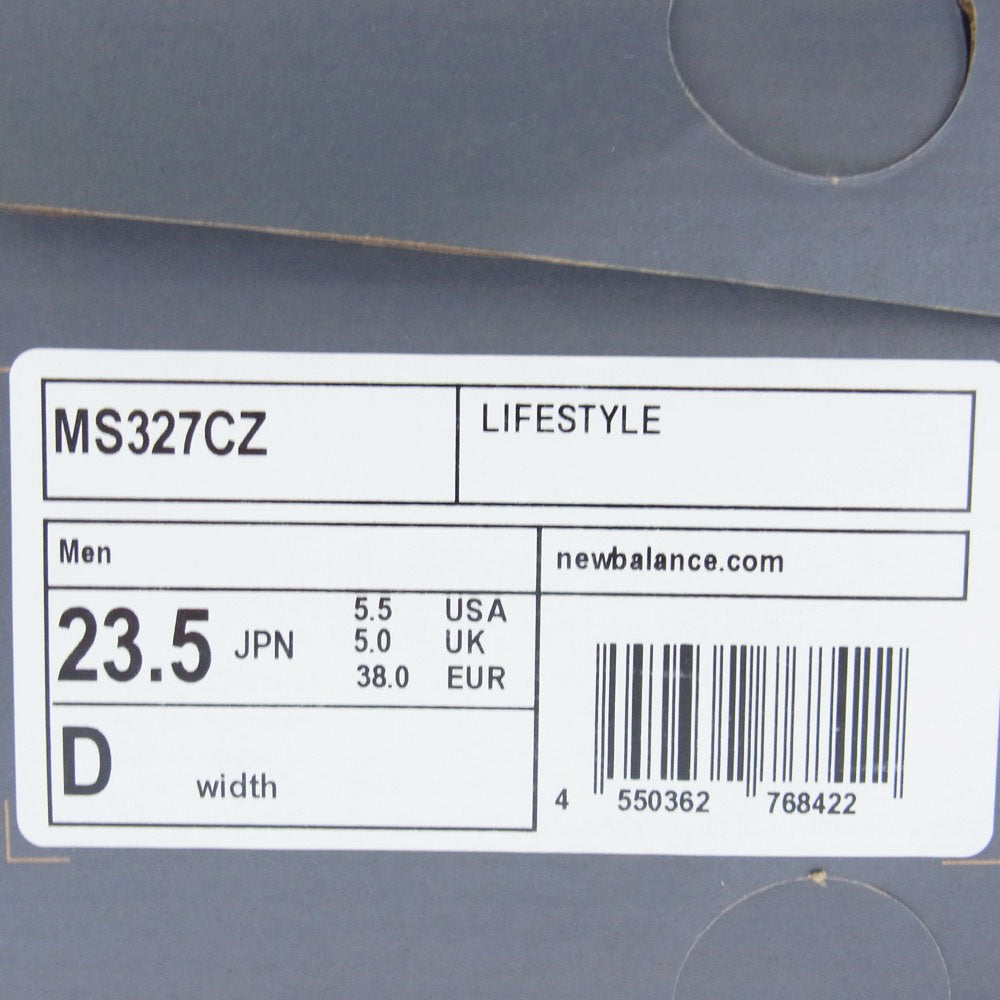 MS327CZ
LIFESTYLE
Men
newbalance.com
23.5 JPN
5.5 USA
5.0 UK
38.0 EUR
D width
4 550362 768422